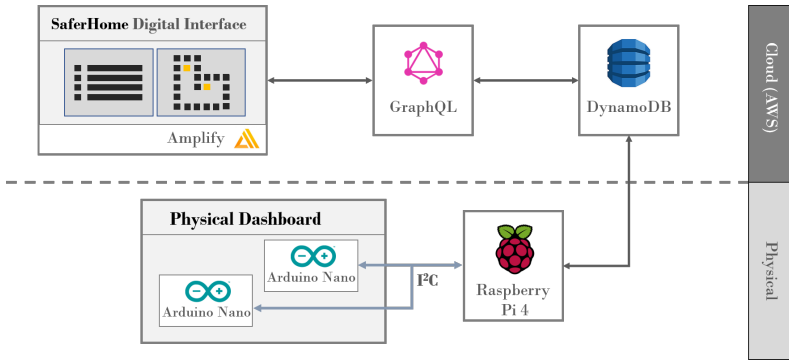 SaferHome Digital Interface
Amplify
GraphQL
DynamoDB
Cloud (AWS)
Physical Dashboard
Arduino Nano
Arduino Nano
I²C
Raspberry
Pi 4
Physical